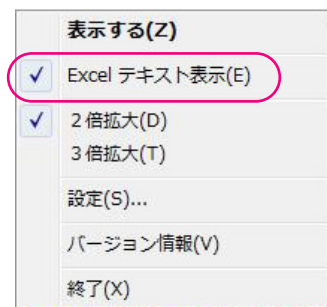 表示する(Z)
Excel テキスト表示(E)
2倍拡大(D)
3倍拡大(T)
設定(S)...
バージョン情報(V)
終了(X)